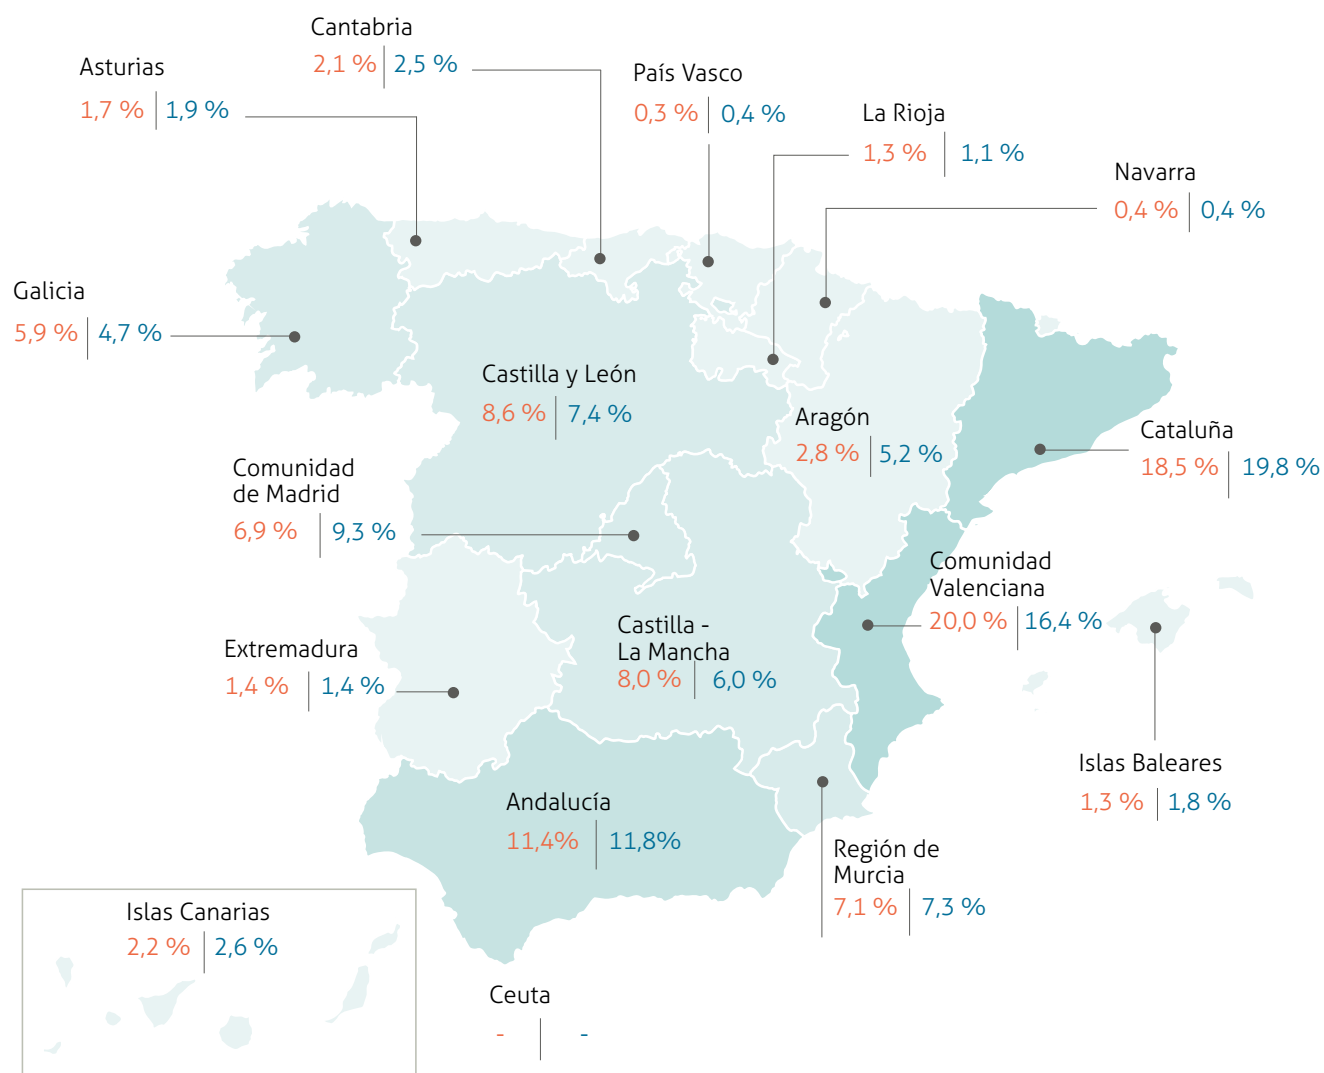 Cantabria
2,1 % 2,5 %
Asturias
1,7 % 1,9 %
País Vasco
0,3 % 0,4 %
La Rioja
1,3 % 1,1 %
Navarra
0,4 % 0,4 %
Galicia
5,9 % 4,7 %
Castilla y León
8,6 % 7,4 %
Aragón
2,8 % 5,2 %
Cataluña
18,5 % 19,8 %
Comunidad
de Madrid
6,9 % 9,3 %
Comunidad
Valenciana
20,0 % 16,4 %
Castilla -
La Mancha
8,0 % 6,0 %
Extremadura
1,4 % 1,4 %
Islas Baleares
1,3 % 1,8 %
Andalucía
11,4% 11,8%
Región de
Murcia
7,1 % 7,3 %
Islas Canarias
2,2 % 2,6 %
Ceuta
- -